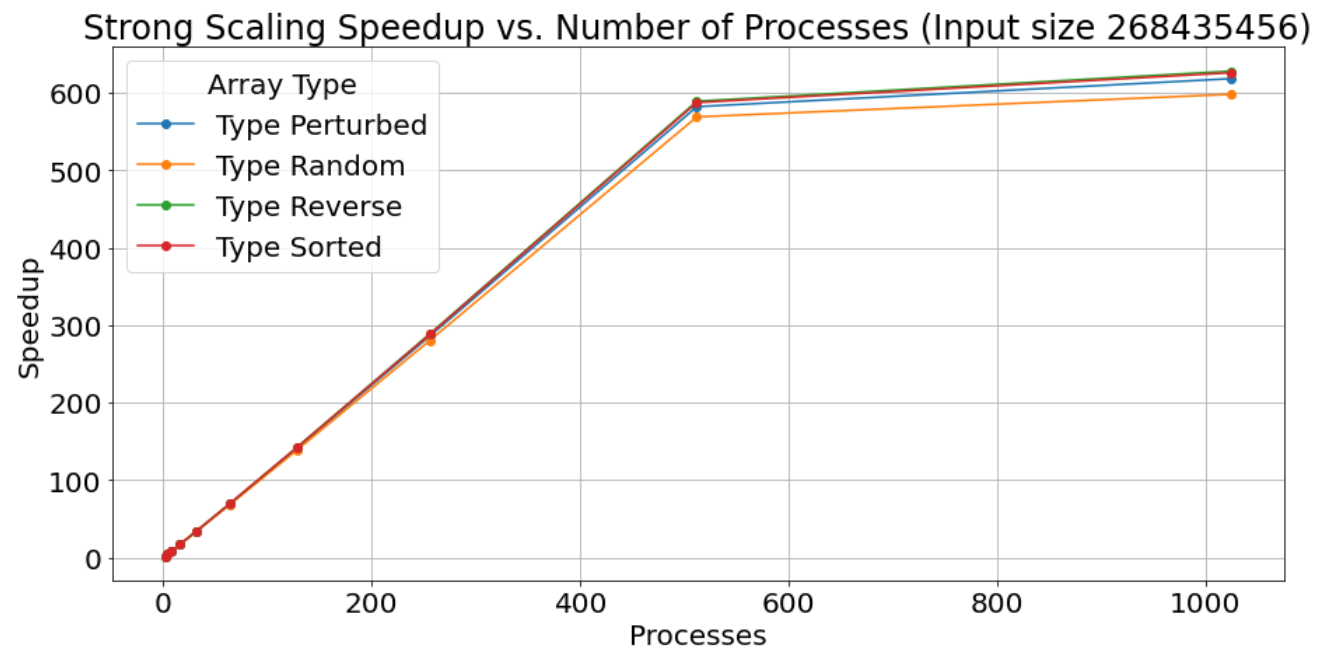 Strong Scaling Speedup vs. Number of Processes (Input size 268435456)
Array Type
Type Perturbed
Type Random
Type Reverse
Type Sorted
Speedup
600
500
400
300
200
100
0
0 200 400 600 800 1000
Processes